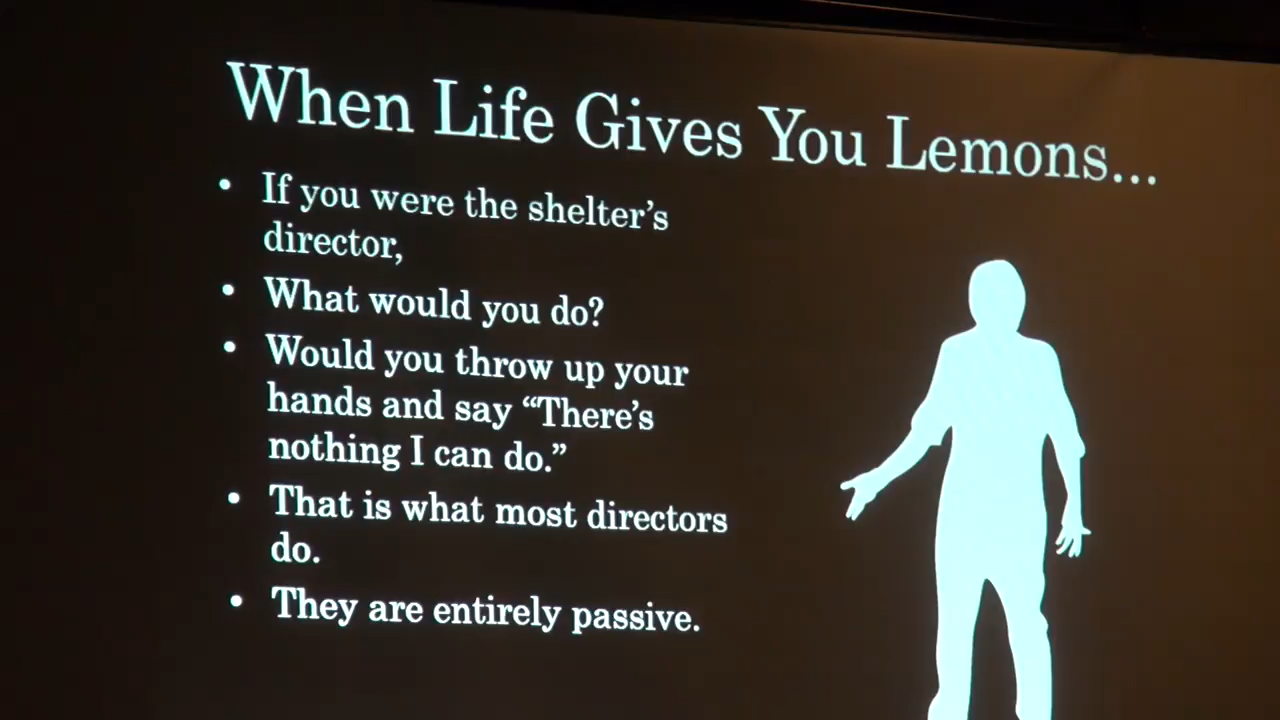 When Life Gives You Lemons...
• If you were the shelter’s
director,
• What would you do?
• Would you throw up your
hands and say “There’s
nothing I can do.”
• That is what most directors
do.
• They are entirely passive.